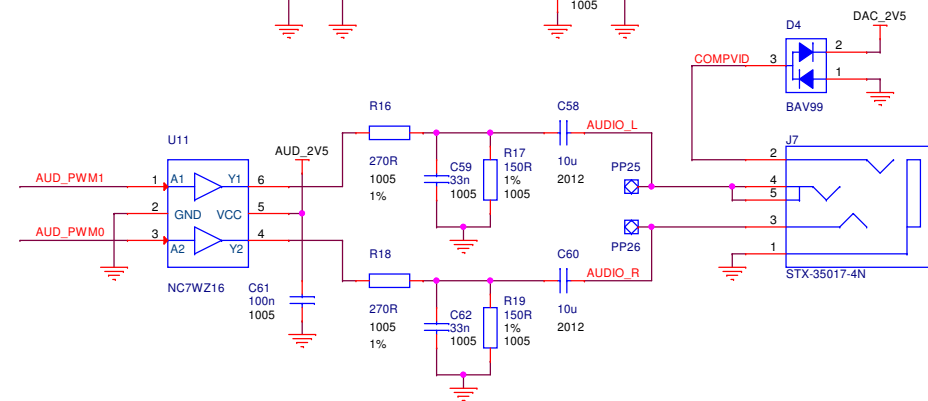 1005
DAC_2V5
D4
COMPVID
3
2
1
BAV99
R16
270R
1005
1%
C58
AUDIO_L
10u
2012
C59
33n
1005
R17
150R
1%
1005
U11
AUD_2V5
AUD_PWM1
1
A1
Y1
6
2
GND
VCC
5
AUD_PWM0
3
A2
Y2
4
NC7WZ16
C61
100n
1005
PP25
PP26
J7
2
4
5
3
1
STX-35017-4N
R18
270R
1005
1%
C60
AUDIO_R
10u
2012
C62
33n
1005
R19
150R
1%
1005